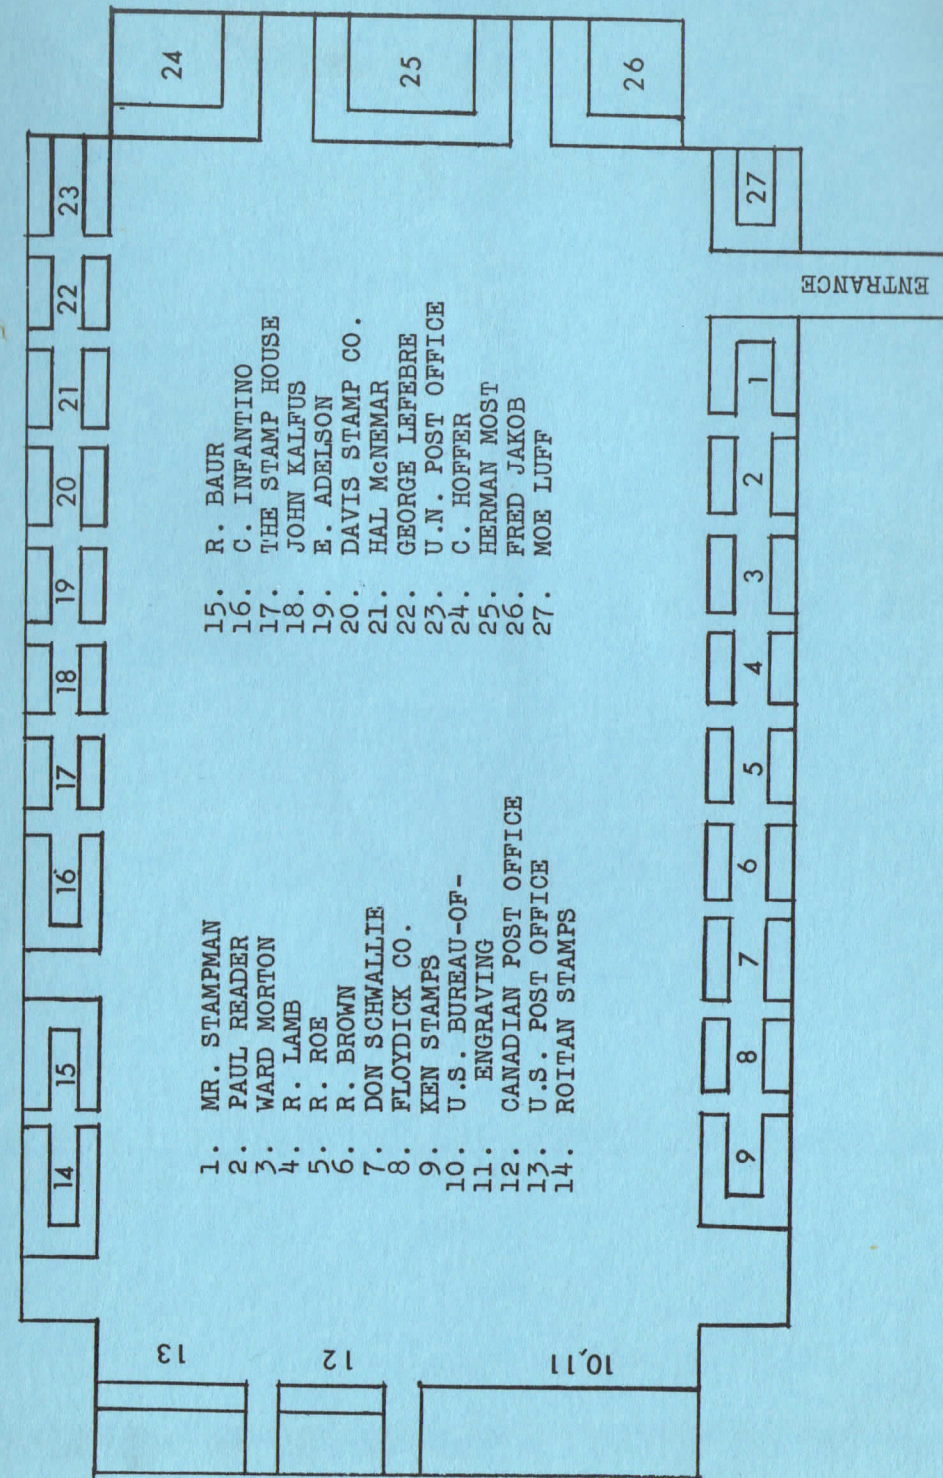 1. MR. STAMPMAN
2. PAUL READER
3. WARD MORTON
4. R. LAMB
5. R. ROE
6. R. BROWN
7. DON SCHWALLIE
8. FLOYDICK CO.
9. KEN STAMPS
10. U.S. BUREAU-OF-
11. ENGRAVING
12. CANADIAN POST OFFICE
13. U.S. POST OFFICE
14. ROITAN STAMPS
15. R. BAUR
16. C. INFANTINO
17. THE STAMP HOUSE
18. JOHN KALFUS
19. E. ADELSON
20. DAVIS STAMP CO.
21. HAL McNEMAR
22. GEORGE LEFEBRE
23. U.N. POST OFFICE
24. C. HOFFER
25. HERMAN MOST
26. FRED JAKOB
27. MOE LUFF
14
15
16
17
18
19
20
21
22
23
24
25
26
27
ENTRANCE
1
2
3
4
5
6
7
8
9
10,11
12
13